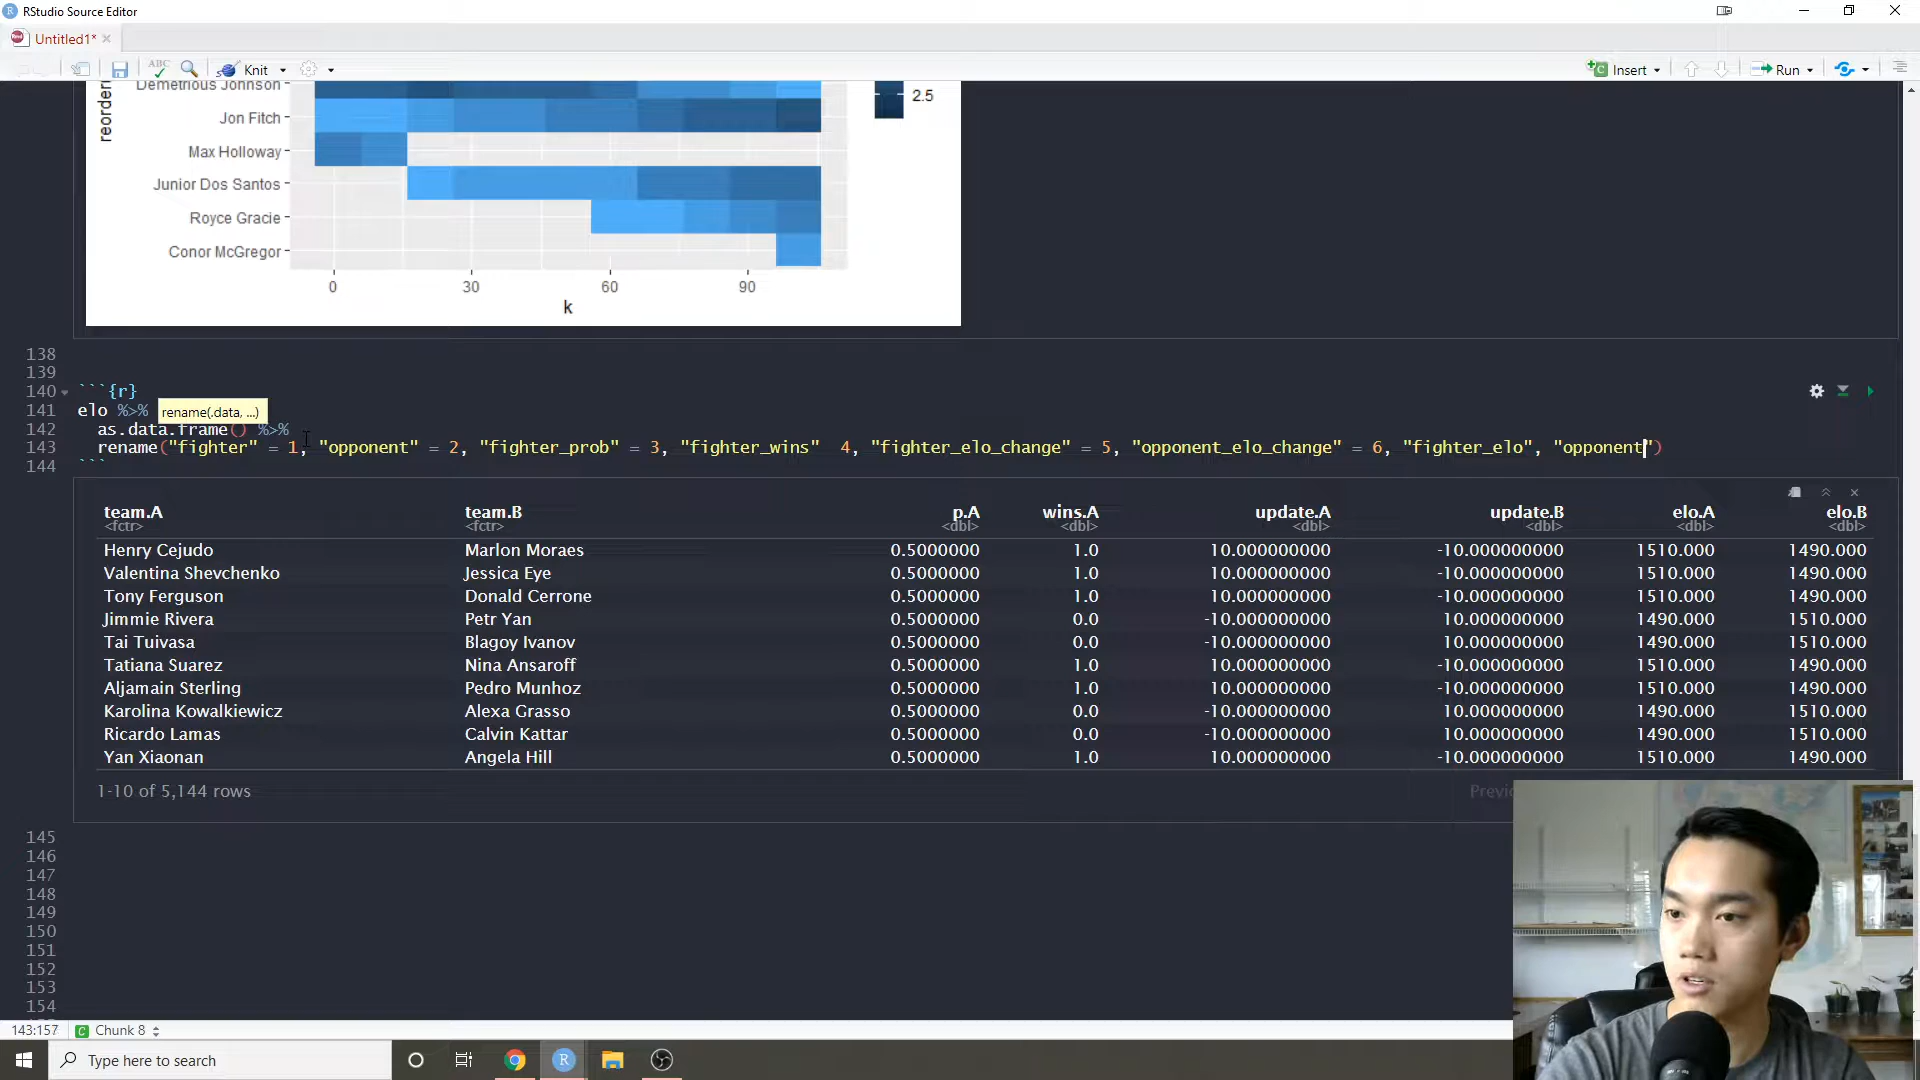 RStudio Source Editor
Untitled1*
ABC Knit Insert Run
reorder
Demetrious Johnson
2.5
Jon Fitch
Max Holloway
Junior Dos Santos
Royce Gracie
Conor McGregor
0 30 60 90
k
138
139
140 ```{r}
141 elo %>% rename(.data, ...)
142 as.data.frame() %>%
143 rename("fighter" = 1, "opponent" = 2, "fighter_prob" = 3, "fighter_wins" 4, "fighter_elo_change" = 5, "opponent_elo_change" = 6, "fighter_elo", "opponent")
144 ```
team.A team.B p.A wins.A update.A update.B elo.A elo.B
<fctr> <fctr> <dbl> <dbl> <dbl> <dbl> <dbl> <dbl>
Henry Cejudo Marlon Moraes 0.5000000 1.0 10.000000000 -10.000000000 1510.000 1490.000
Valentina Shevchenko Jessica Eye 0.5000000 1.0 10.000000000 -10.000000000 1510.000 1490.000
Tony Ferguson Donald Cerrone 0.5000000 1.0 10.000000000 -10.000000000 1510.000 1490.000
Jimmie Rivera Petr Yan 0.5000000 0.0 -10.000000000 10.000000000 1490.000 1510.000
Tai Tuivasa Blagoy Ivanov 0.5000000 0.0 -10.000000000 10.000000000 1490.000 1510.000
Tatiana Suarez Nina Ansaroff 0.5000000 1.0 10.000000000 -10.000000000 1510.000 1490.000
Aljamain Sterling Pedro Munhoz 0.5000000 1.0 10.000000000 -10.000000000 1510.000 1490.000
Karolina Kowalkiewicz Alexa Grasso 0.5000000 0.0 -10.000000000 10.000000000 1490.000 1510.000
Ricardo Lamas Calvin Kattar 0.5000000 0.0 -10.000000000 10.000000000 1490.000 1510.000
Yan Xiaonan Angela Hill 0.5000000 1.0 10.000000000 -10.000000000 1510.000 1490.000
1-10 of 5,144 rows Previ
145
146
147
148
149
150
151
152
153
154
143:157 C Chunk 8
Type here to search